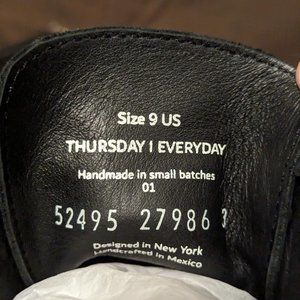 Size 9 US
THURSDAY | EVERYDAY
Handmade in small batches
01
52495 27986 3
Designed in New York
Handcrafted in Mexico